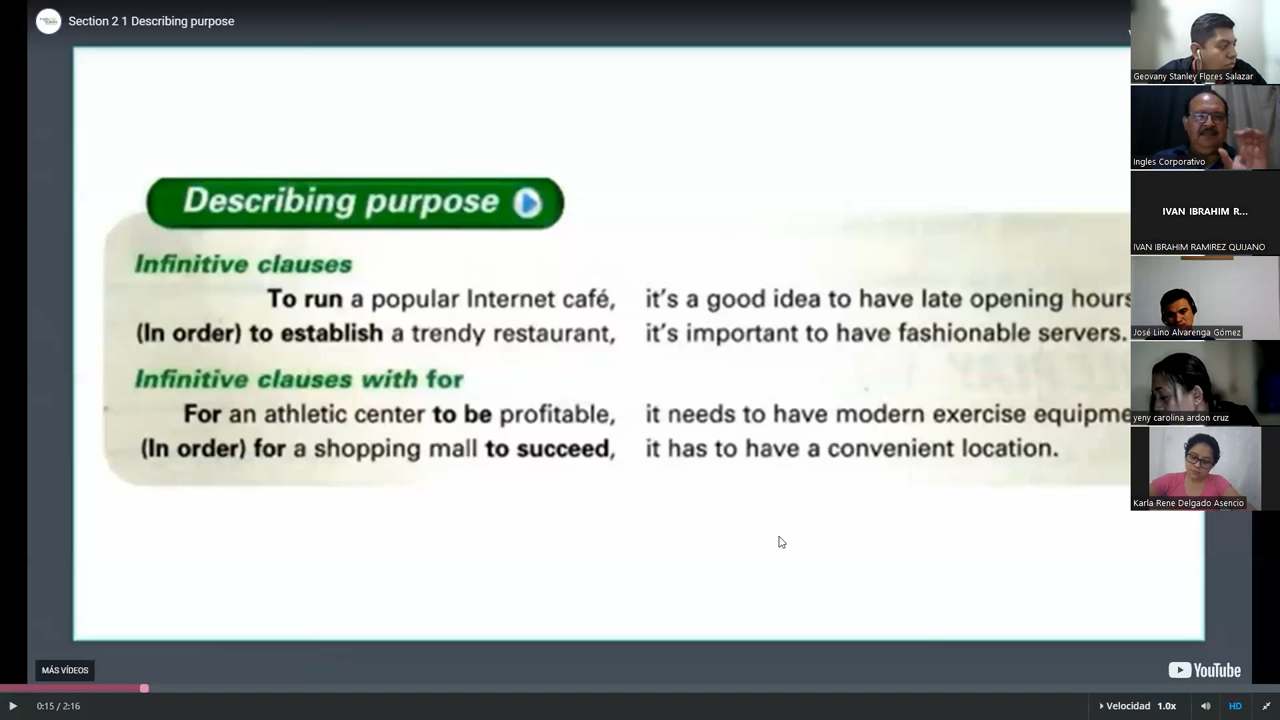 Section 2 1 Describing purpose
Describing purpose
Infinitive clauses
To run a popular Internet café, it's a good idea to have late opening hours
(In order) to establish a trendy restaurant, it's important to have fashionable servers.
Infinitive clauses with for
For an athletic center to be profitable, it needs to have modern exercise equipme
(In order) for a shopping mall to succeed, it has to have a convenient location.
Geovany Stanley Flores Salazar
Ingles Corporativo
IVAN IBRAHIM R...
IVAN IBRAHIM RAMIREZ QUIJANO
José Lino Alvarenga Gómez
yeny carolina ardon cruz
Karla Rene Delgado Asencio
MÁS VÍDEOS
YouTube
0:15 / 2:16
Velocidad 1.0x
HD